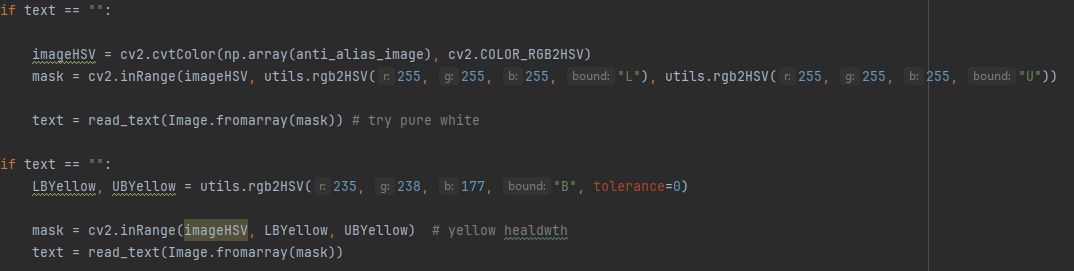 if text == "":
imageHSV = cv2.cvtColor(np.array(anti_alias_image), cv2.COLOR_RGB2HSV)
mask = cv2.inRange(imageHSV, utils.rgb2HSV( r: 255, g: 255, b: 255, bound: "L"), utils.rgb2HSV( r: 255, g: 255, b: 255, bound: "U"))
text = read_text(Image.fromarray(mask)) # try pure white
if text == "":
LBYellow, UBYellow = utils.rgb2HSV( r: 235, g: 238, b: 177, bound: "B", tolerance=0)
mask = cv2.inRange(imageHSV, LBYellow, UBYellow)  # yellow healdwth
text = read_text(Image.fromarray(mask))